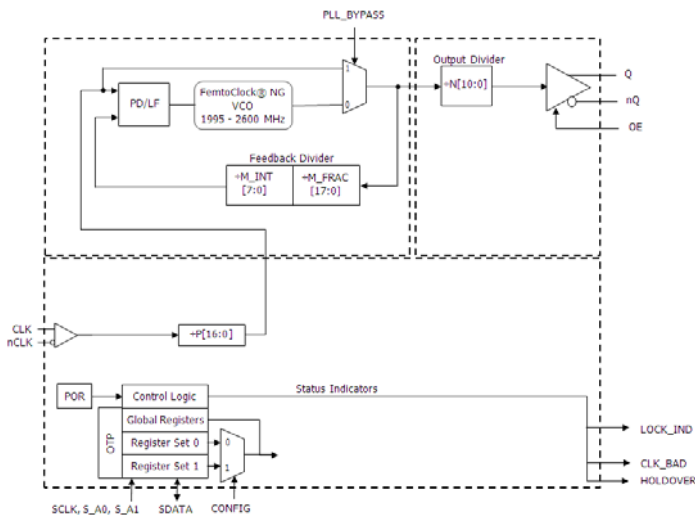 PLL_BYPASS
Output Divider
FemtoClock® NG
VCO
1995 - 2600 MHz
PD/LF
1
0
÷N[10:0]
Q
nQ
OE
Feedback Divider
÷M_INT
[7:0]
÷M_FRAC
[17:0]
CLK
nCLK
÷P[16:0]
POR
Control Logic
Status Indicators
Global Registers
OTP
Register Set 0
Register Set 1
0
1
LOCK_IND
CLK_BAD
HOLDOVER
SCLK, S_A0, S_A1
SDATA
CONFIG